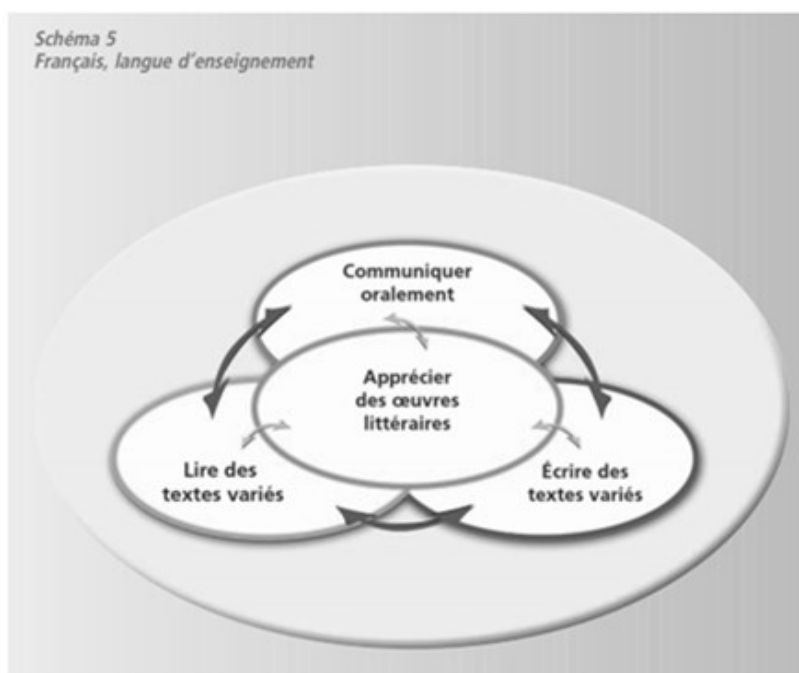 Schéma 5
Français, langue d'enseignement
Communiquer
oralement
Apprécier
des œuvres
littéraires
Lire des
textes variés
Écrire des
textes variés